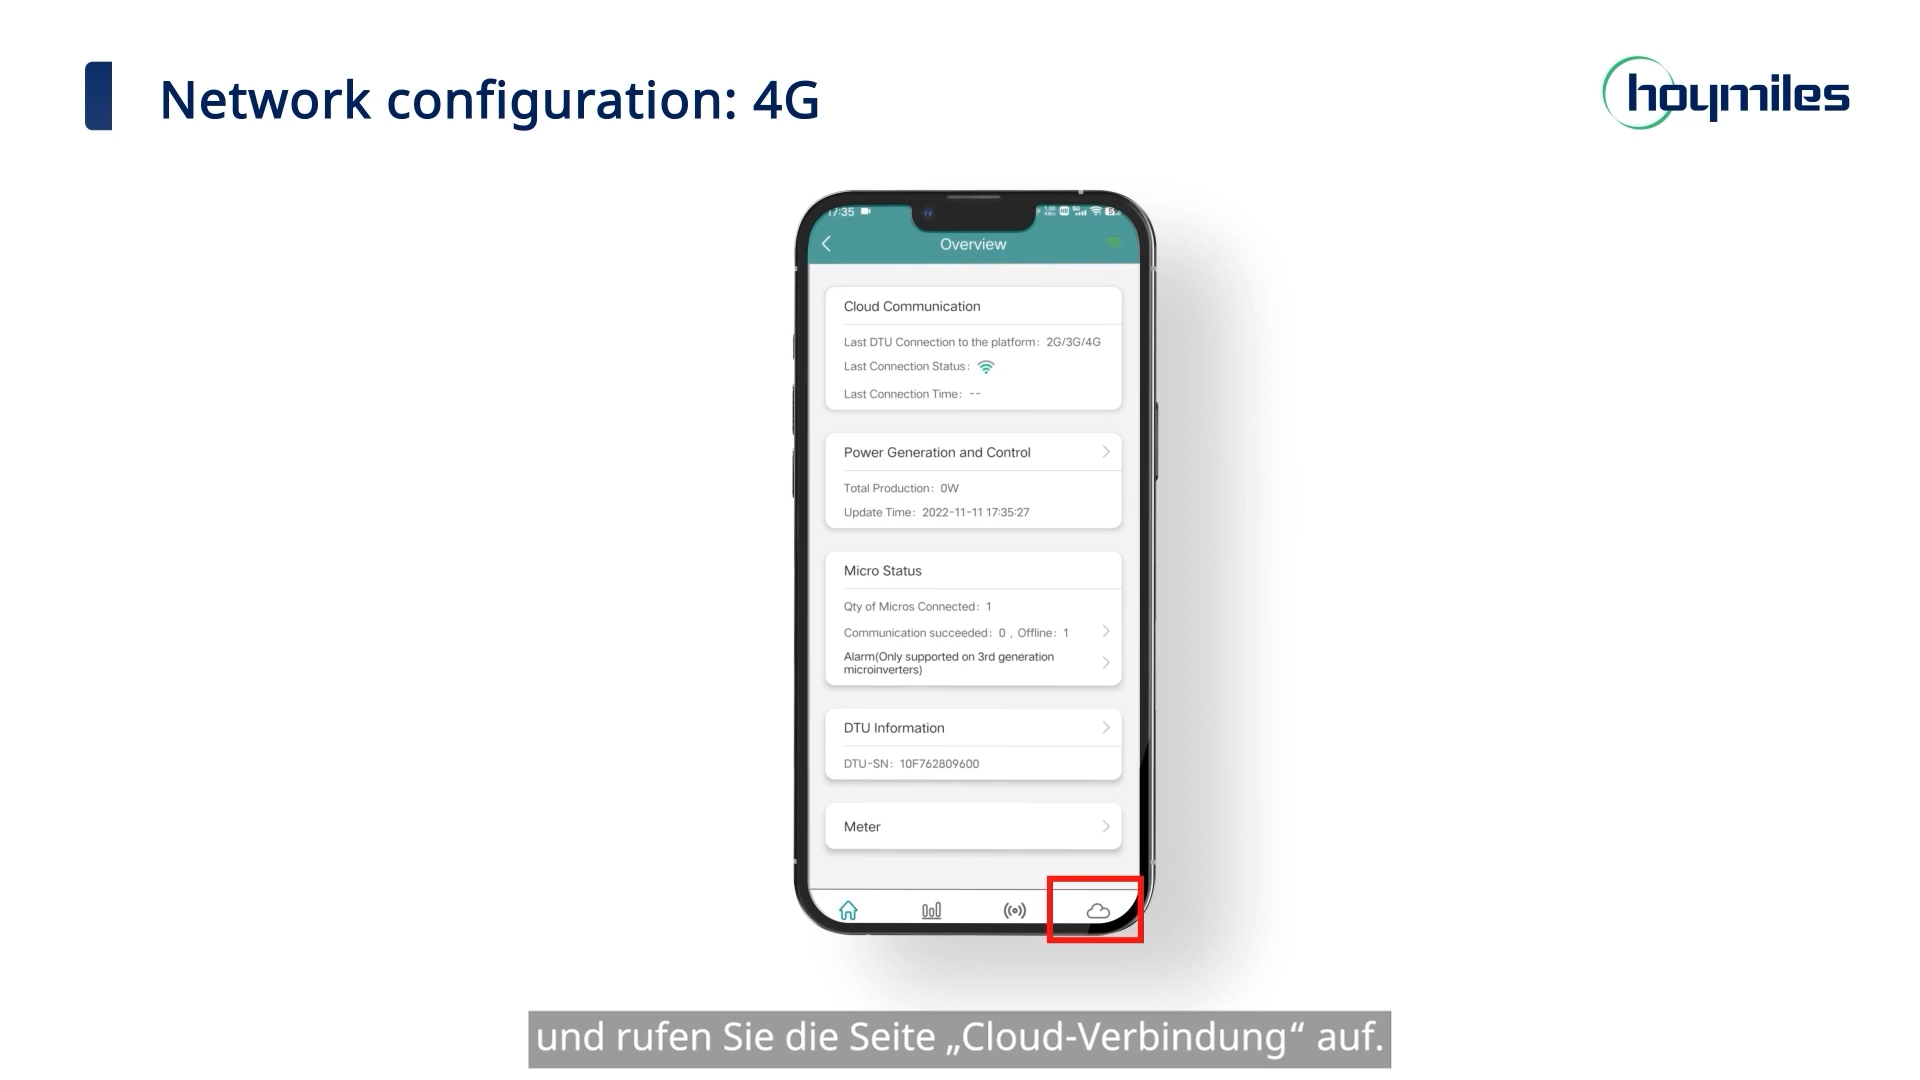 Network configuration: 4G
hoymiles
17:35
Overview
Cloud Communication
Last DTU Connection to the platform: 2G/3G/4G
Last Connection Status:
Last Connection Time: --
Power Generation and Control
Total Production: 0W
Update Time: 2022-11-11 17:35:27
Micro Status
Qty of Micros Connected: 1
Communication succeeded: 0 , Offline: 1
Alarm(Only supported on 3rd generation
microinverters)
DTU Information
DTU-SN: 10F762809600
Meter
und rufen Sie die Seite „Cloud-Verbindung“ auf.